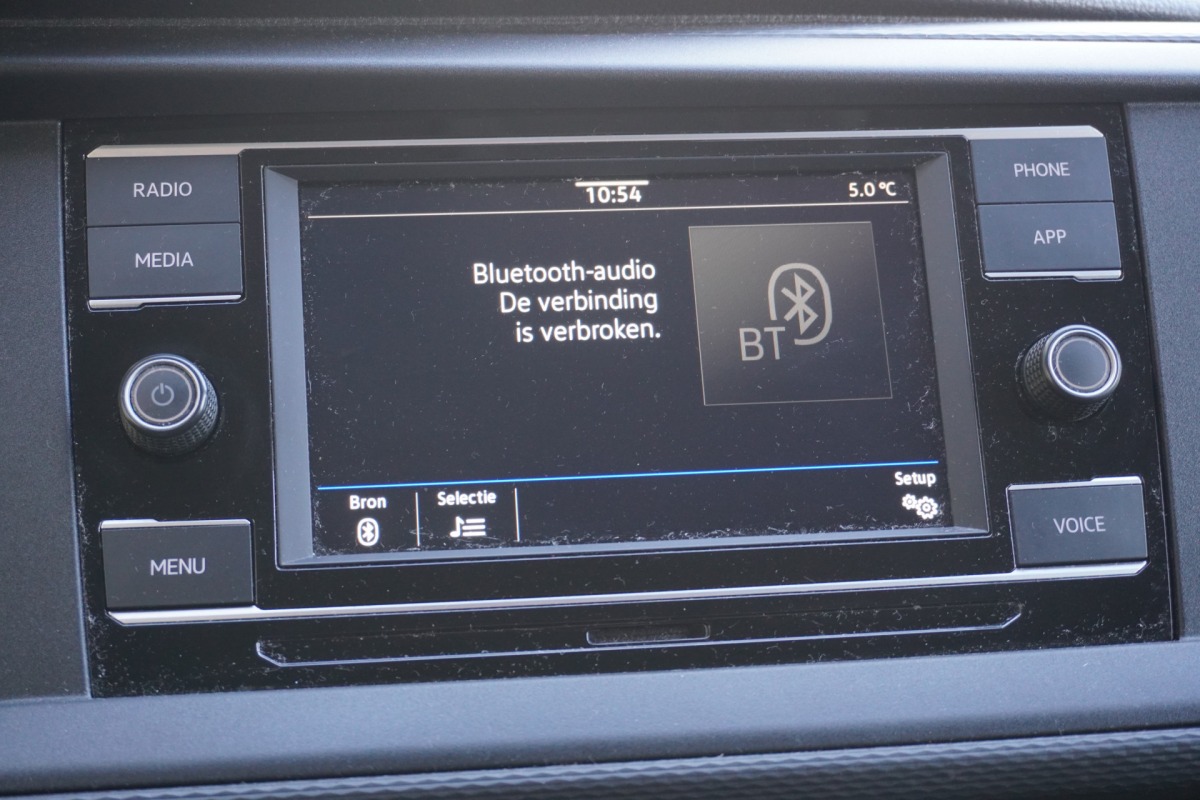 RADIO
MEDIA
MENU
10:54
5.0 °C
Bluetooth-audio
De verbinding
is verbroken.
BT
Bron
Selectie
Setup
PHONE
APP
VOICE